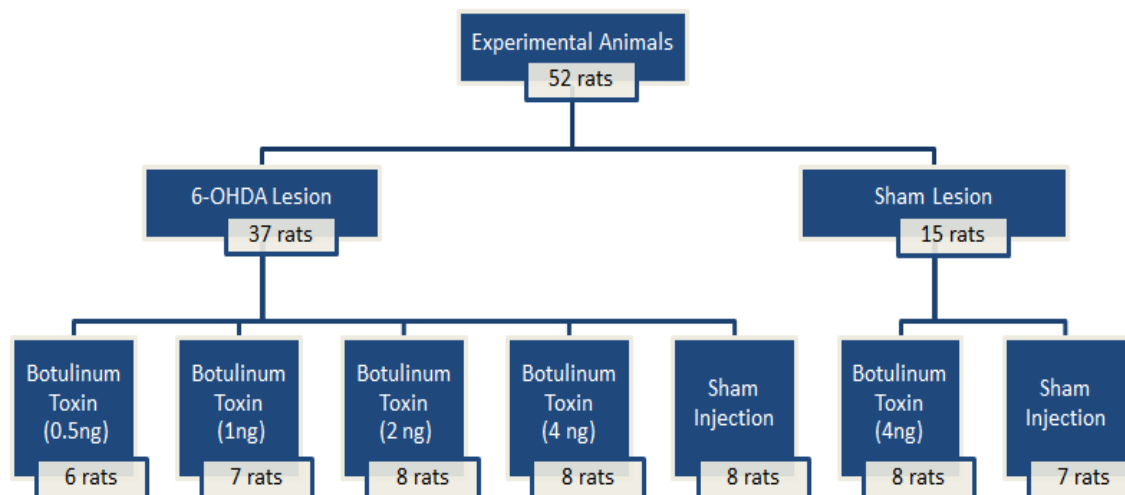 Experimental Animals
52 rats
6-OHDA Lesion
37 rats
Sham Lesion
15 rats
Botulinum
Toxin
(0.5ng)
6 rats
Botulinum
Toxin
(1ng)
7 rats
Botulinum
Toxin
(2 ng)
8 rats
Botulinum
Toxin
(4 ng)
8 rats
Sham
Injection
8 rats
Botulinum
Toxin
(4ng)
8 rats
Sham
Injection
7 rats